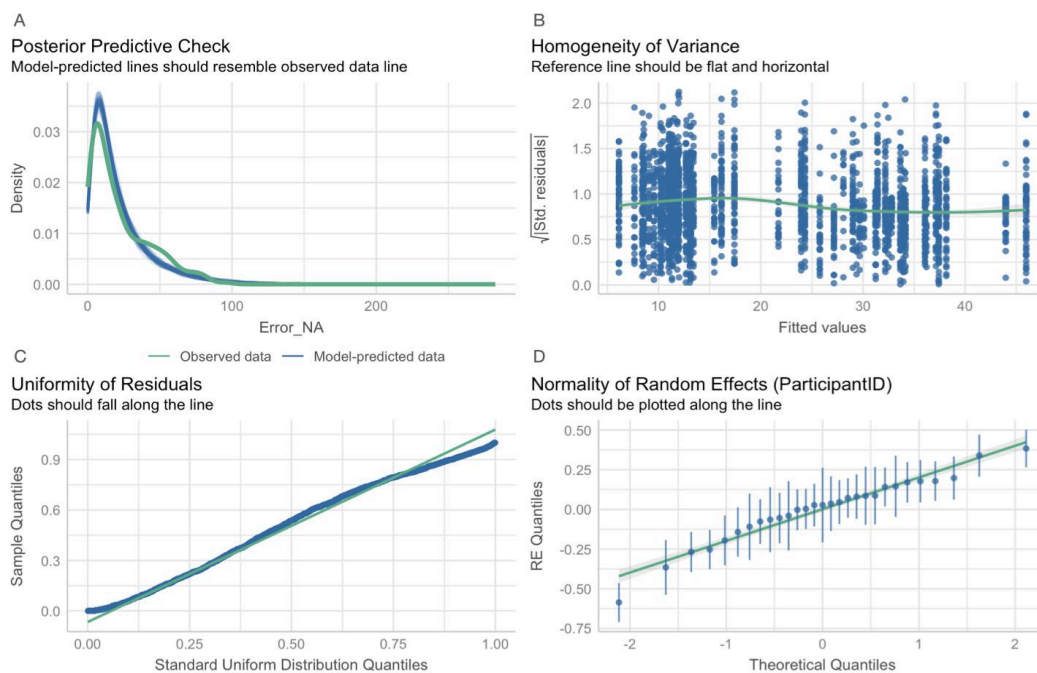 A
Posterior Predictive Check
Model-predicted lines should resemble observed data line
0.03
0.02
0.01
0.00
Density
0
100
200
Error_NA
Observed data
Model-predicted data
B
Homogeneity of Variance
Reference line should be flat and horizontal
2.0
1.5
1.0
0.5
0.0
√|Std. residuals|
10
20
30
40
Fitted values
C
Uniformity of Residuals
Dots should fall along the line
0.9
0.6
0.3
0.0
Sample Quantiles
0.00
0.25
0.50
0.75
1.00
Standard Uniform Distribution Quantiles
D
Normality of Random Effects (ParticipantID)
Dots should be plotted along the line
0.50
0.25
0.00
-0.25
-0.50
-0.75
RE Quantiles
-2
-1
0
1
2
Theoretical Quantiles